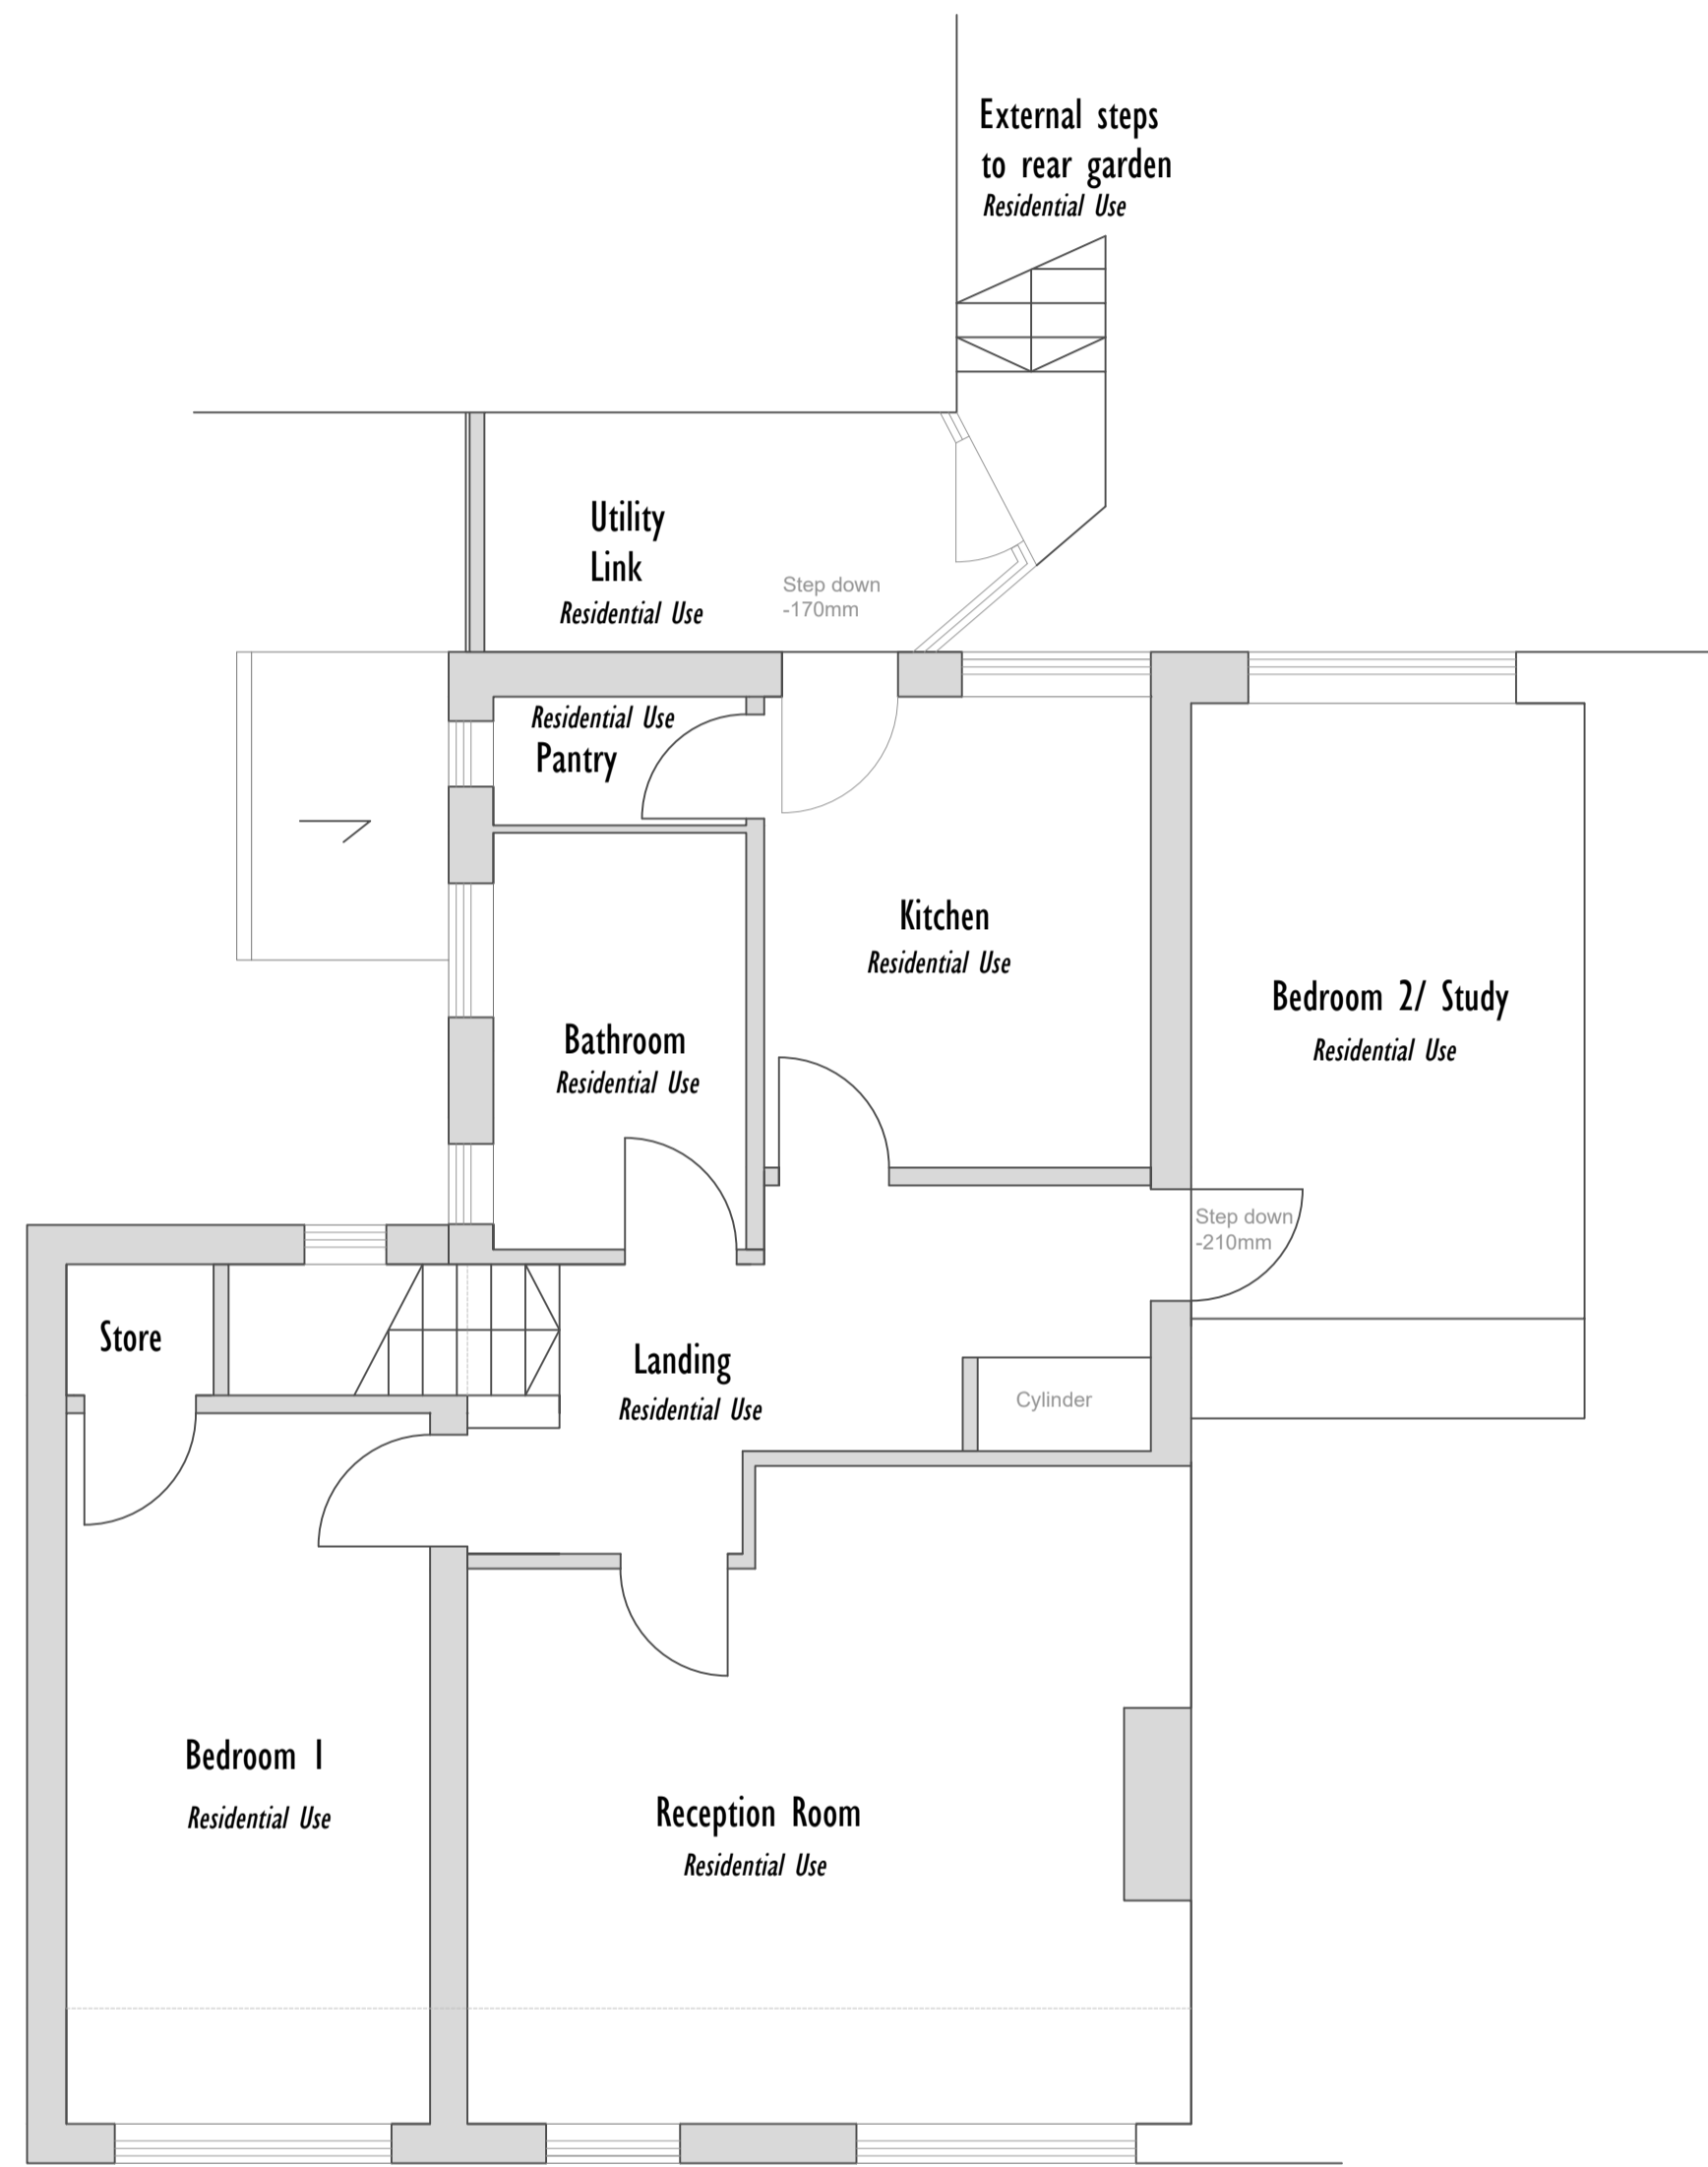 External steps
to rear garden
Residential Use
Utility
Link
Residential Use
Step down
-170mm
Residential Use
Pantry
Kitchen
Residential Use
Bedroom 2/ Study
Residential Use
Bathroom
Residential Use
Step down
-210mm
Store
Landing
Residential Use
Cylinder
Bedroom 1
Residential Use
Reception Room
Residential Use